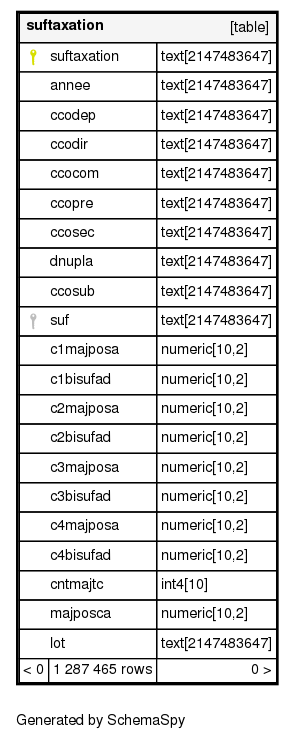 suftaxation [table]
suftaxation text[2147483647]
annee text[2147483647]
ccodep text[2147483647]
ccodir text[2147483647]
ccocom text[2147483647]
ccopre text[2147483647]
ccosec text[2147483647]
dnupla text[2147483647]
ccosub text[2147483647]
suf text[2147483647]
c1majposa numeric[10,2]
c1bisufad numeric[10,2]
c2majposa numeric[10,2]
c2bisufad numeric[10,2]
c3majposa numeric[10,2]
c3bisufad numeric[10,2]
c4majposa numeric[10,2]
c4bisufad numeric[10,2]
cntmajtc int4[10]
majposca numeric[10,2]
lot text[2147483647]
< 0 1 287 465 rows 0 >
Generated by SchemaSpy